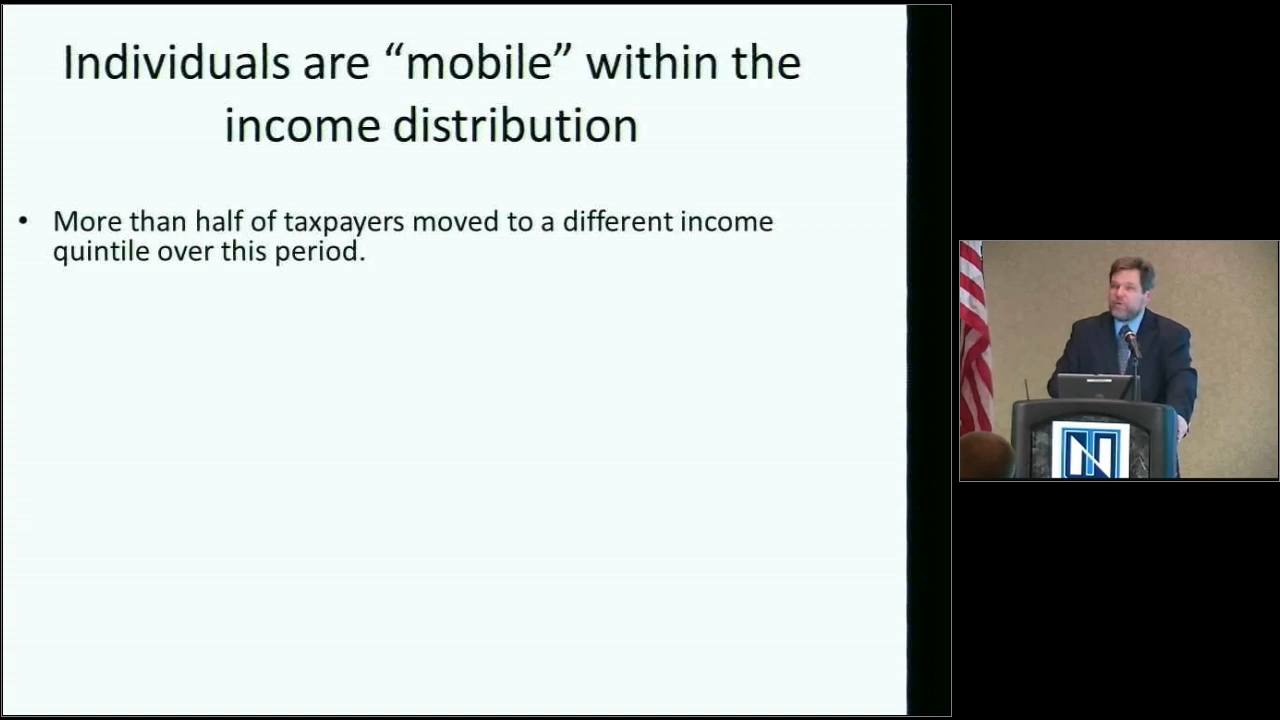 Individuals are “mobile” within the
income distribution
• More than half of taxpayers moved to a different income
quintile over this period.
N